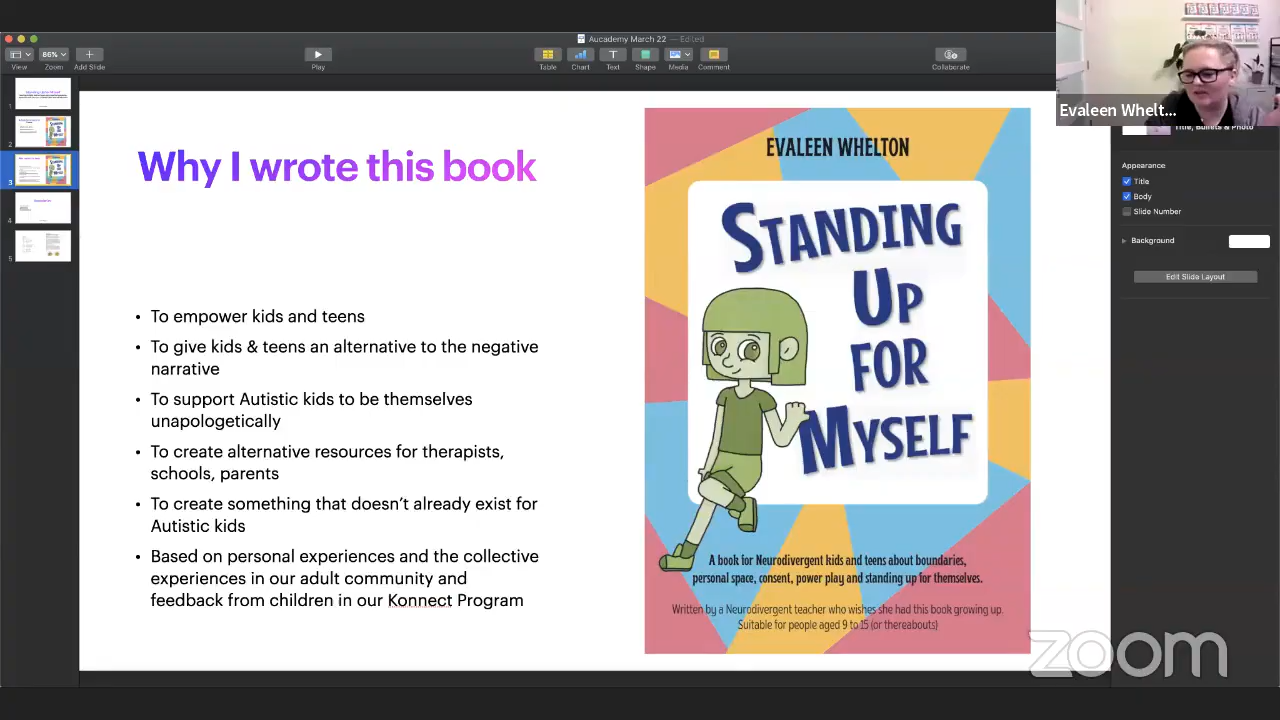 Aucademy March 22 — Edited
View
86%
Zoom
Add Slide
Play
Table
Chart
Text
Shape
Media
Comment
Collaborate
Evaleen Whelt...
Title, Bullets & Photo
Appearance
Title
Body
Slide Number
Background
Edit Slide Layout
1
2
3
4
5
Why I wrote this book
• To empower kids and teens
• To give kids & teens an alternative to the negative
narrative
• To support Autistic kids to be themselves
unapologetically
• To create alternative resources for therapists,
schools, parents
• To create something that doesn’t already exist for
Autistic kids
• Based on personal experiences and the collective
experiences in our adult community and
feedback from children in our Konnect Program
EVALEEN WHELTON
STANDING
UP
FOR
MYSELF
A book for Neurodivergent kids and teens about boundaries,
personal space, consent, power play and standing up for themselves.
Written by a Neurodivergent teacher who wishes she had this book growing up.
Suitable for people aged 9 to 15 (or thereabouts)
zoom